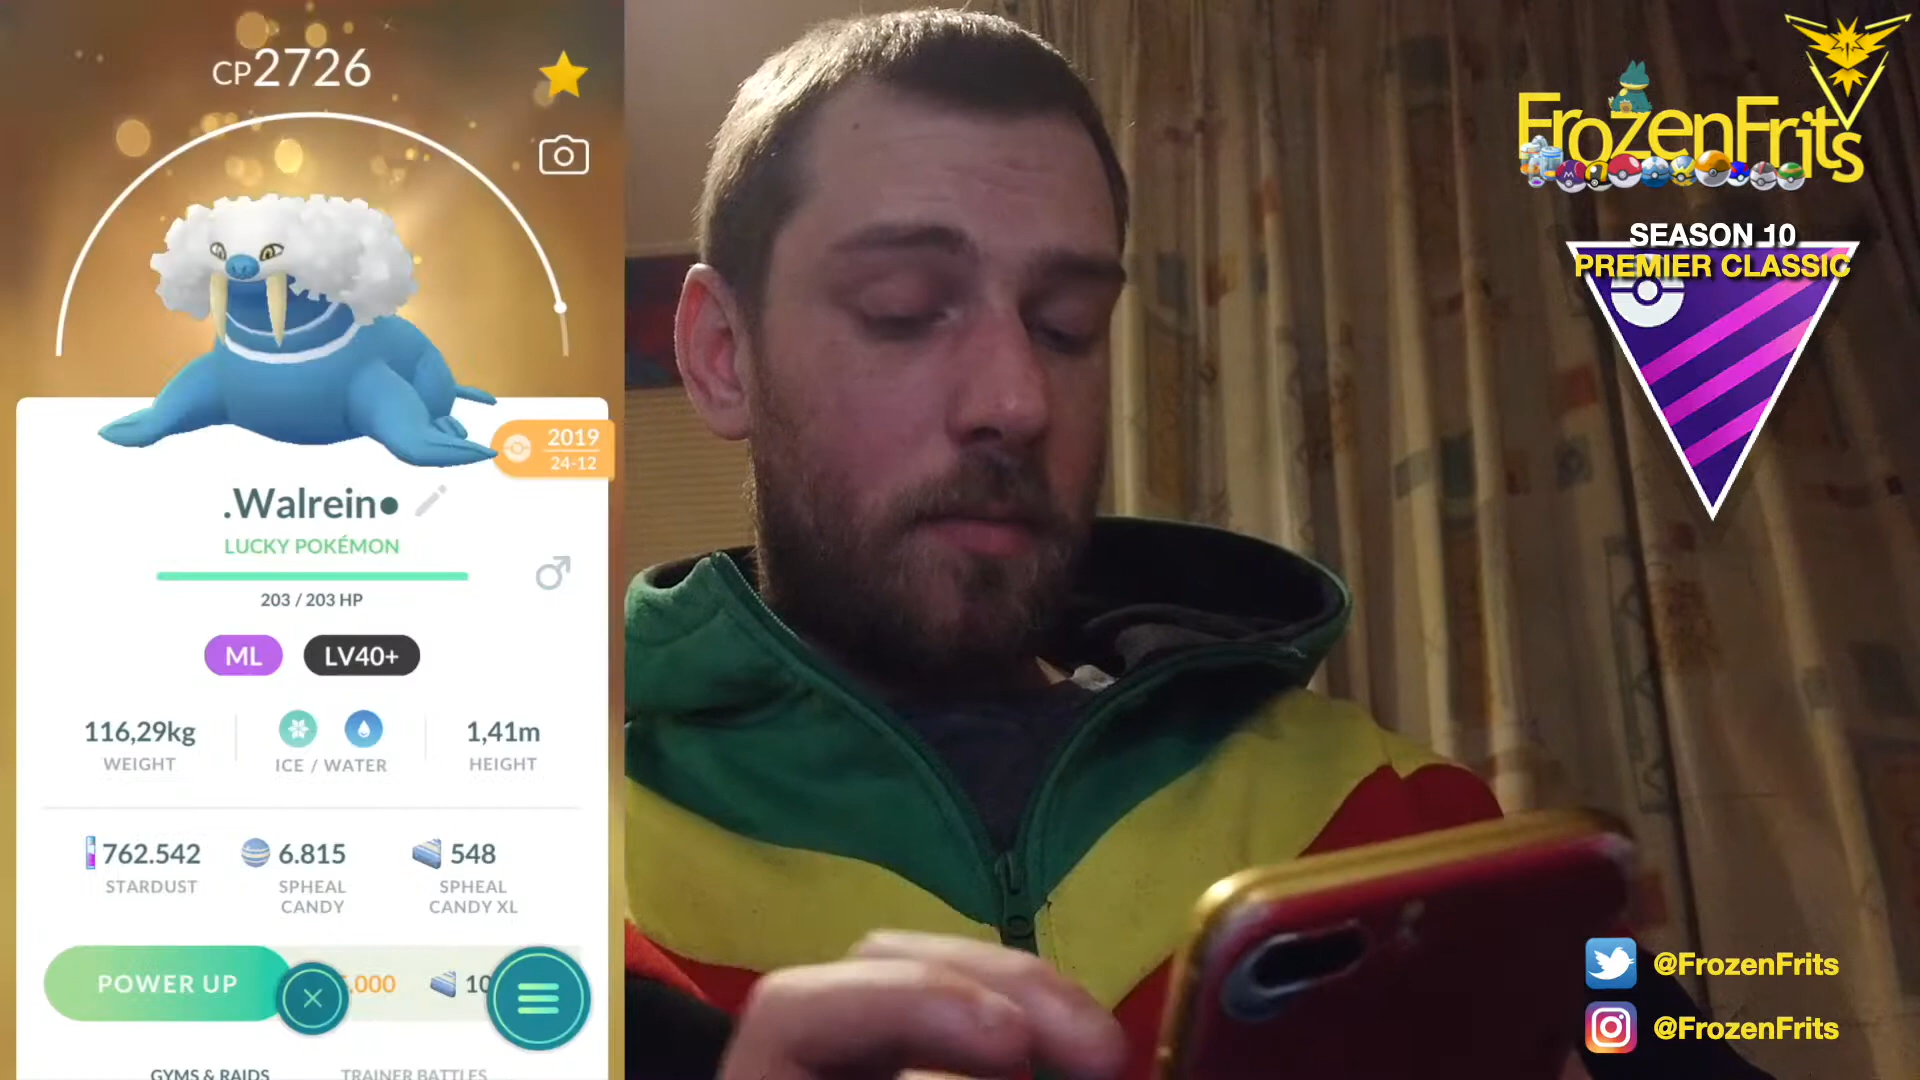 CP2726
2019
24-12
.Walrein●
LUCKY POKÉMON
203 / 203 HP
ML
LV40+
116,29kg
WEIGHT
ICE / WATER
1,41m
HEIGHT
762.542
STARDUST
6.815
SPHEAL
CANDY
548
SPHEAL
CANDY XL
POWER UP
,000
10
GYMS & RAIDS
TRAINER BATTLES
FrozenFrits
SEASON 10
PREMIER CLASSIC
@FrozenFrits
@FrozenFrits